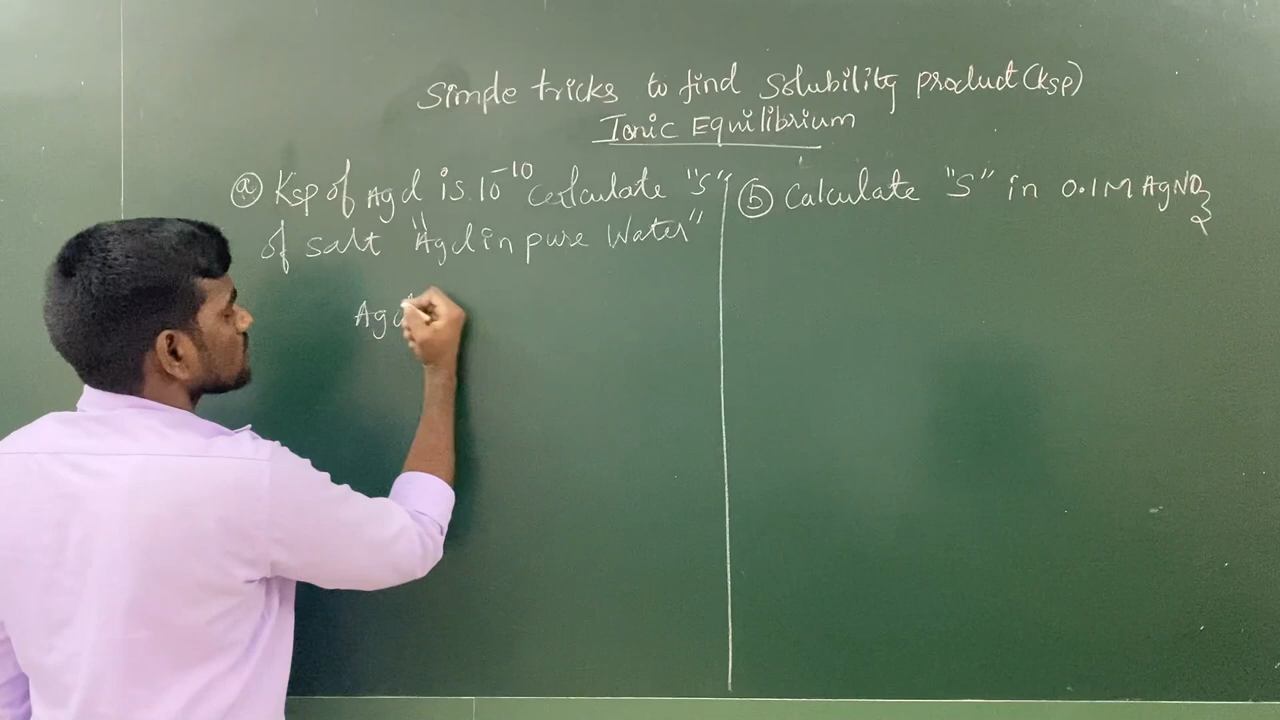 Simple tricks to find Solubility product (Ksp)
Ionic Equilibrium
(a) Ksp of AgCl is 10⁻¹⁰ calculate "S"
of salt "AgCl in pure Water"
AgCl
(b) Calculate "S" in 0.1M AgNO₃